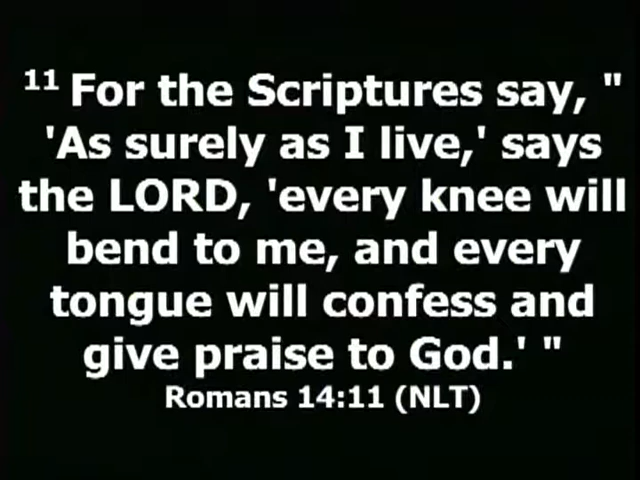 11 For the Scriptures say, "
'As surely as I live,' says
the LORD, 'every knee will
bend to me, and every
tongue will confess and
give praise to God.' "
Romans 14:11 (NLT)